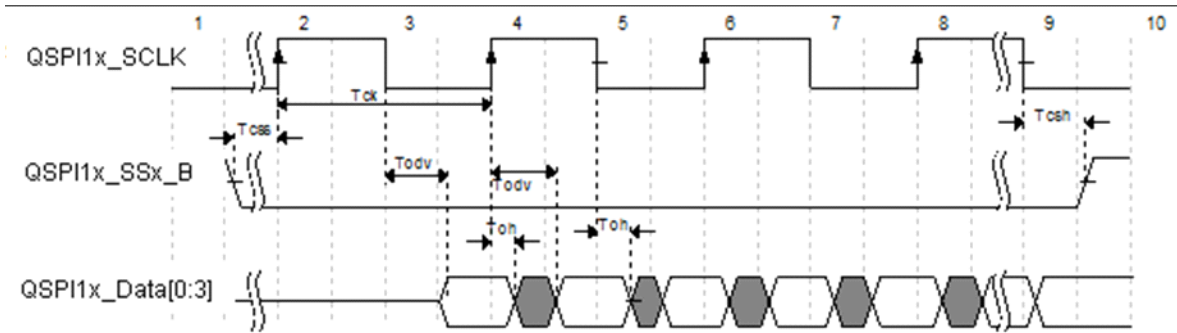 1 2 3 4 5 6 7 8 9 10
QSPI1x_SCLK
Tck
Tcss Tcsh
QSPI1x_SSx_B
Todv Todv
Toh Toh
QSPI1x_Data[0:3]